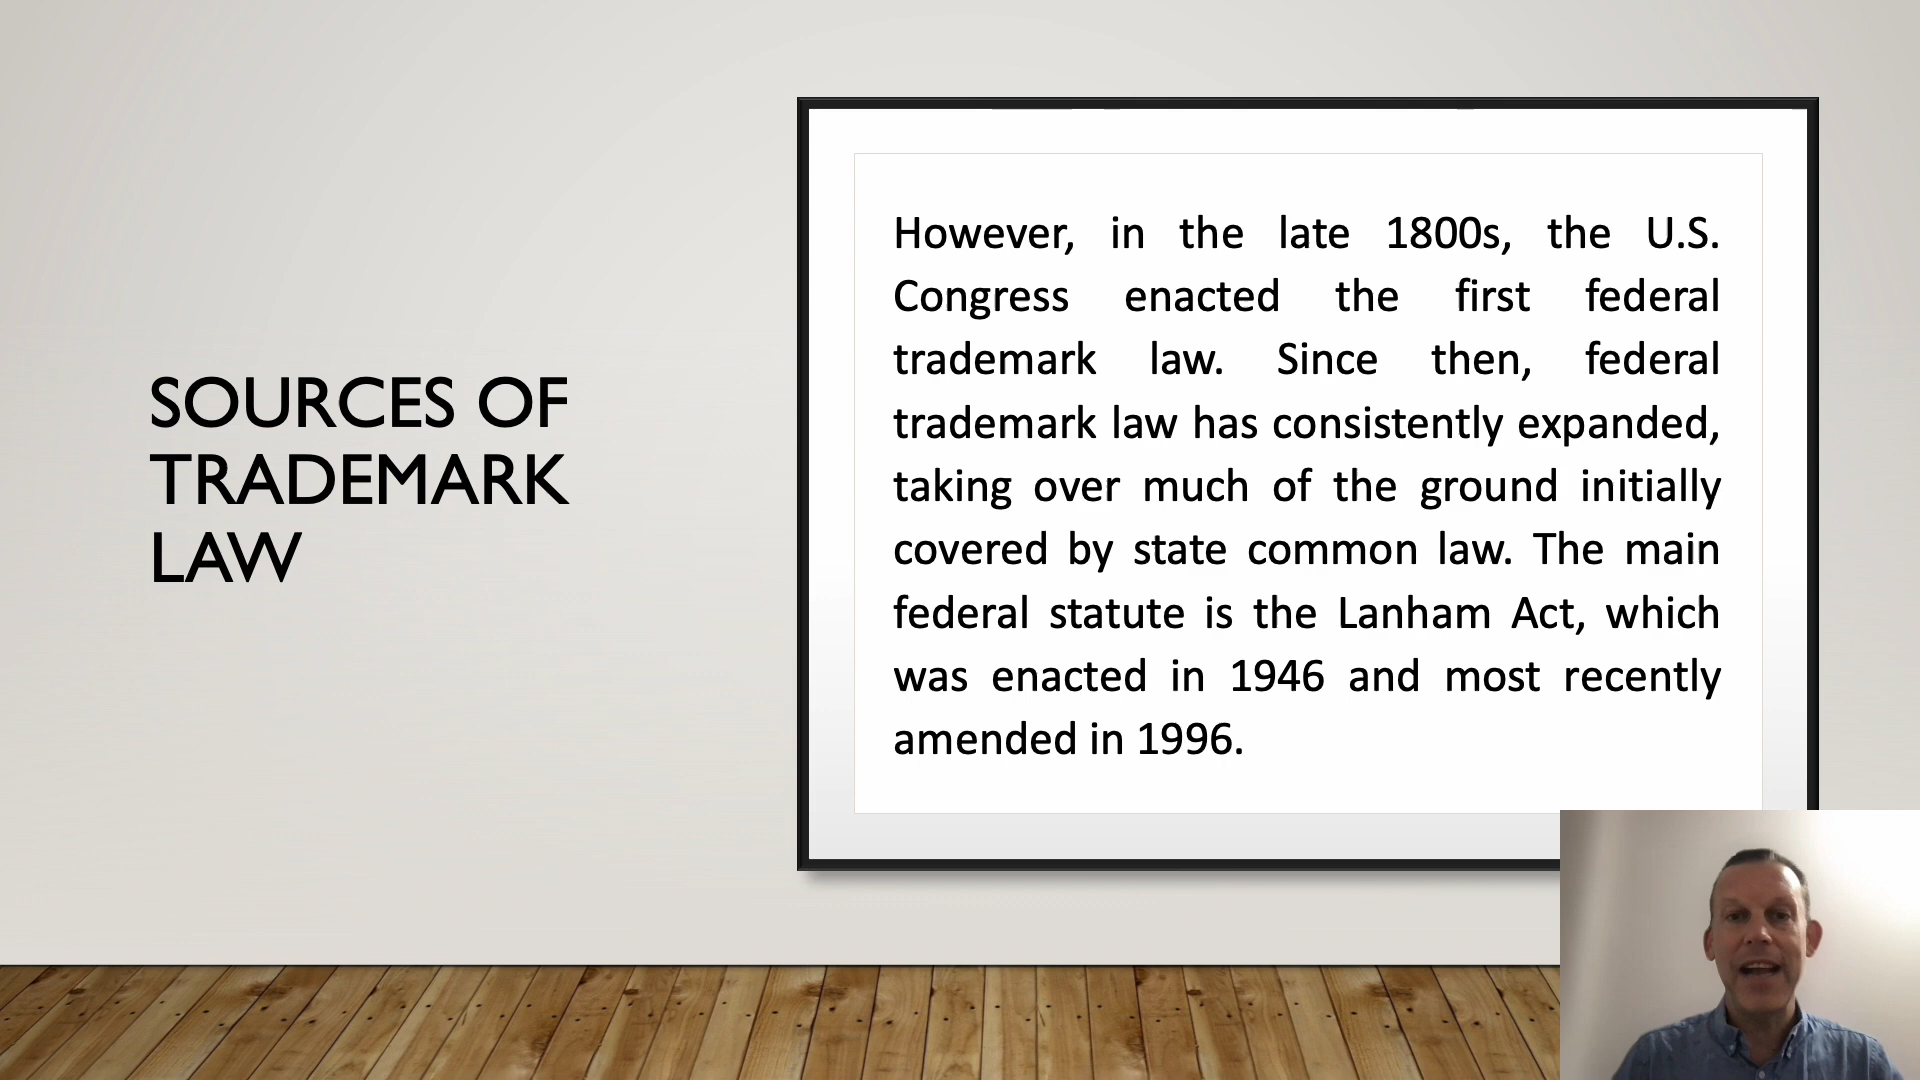 SOURCES OF
TRADEMARK
LAW
However, in the late 1800s, the U.S.
Congress enacted the first federal
trademark law. Since then, federal
trademark law has consistently expanded,
taking over much of the ground initially
covered by state common law. The main
federal statute is the Lanham Act, which
was enacted in 1946 and most recently
amended in 1996.